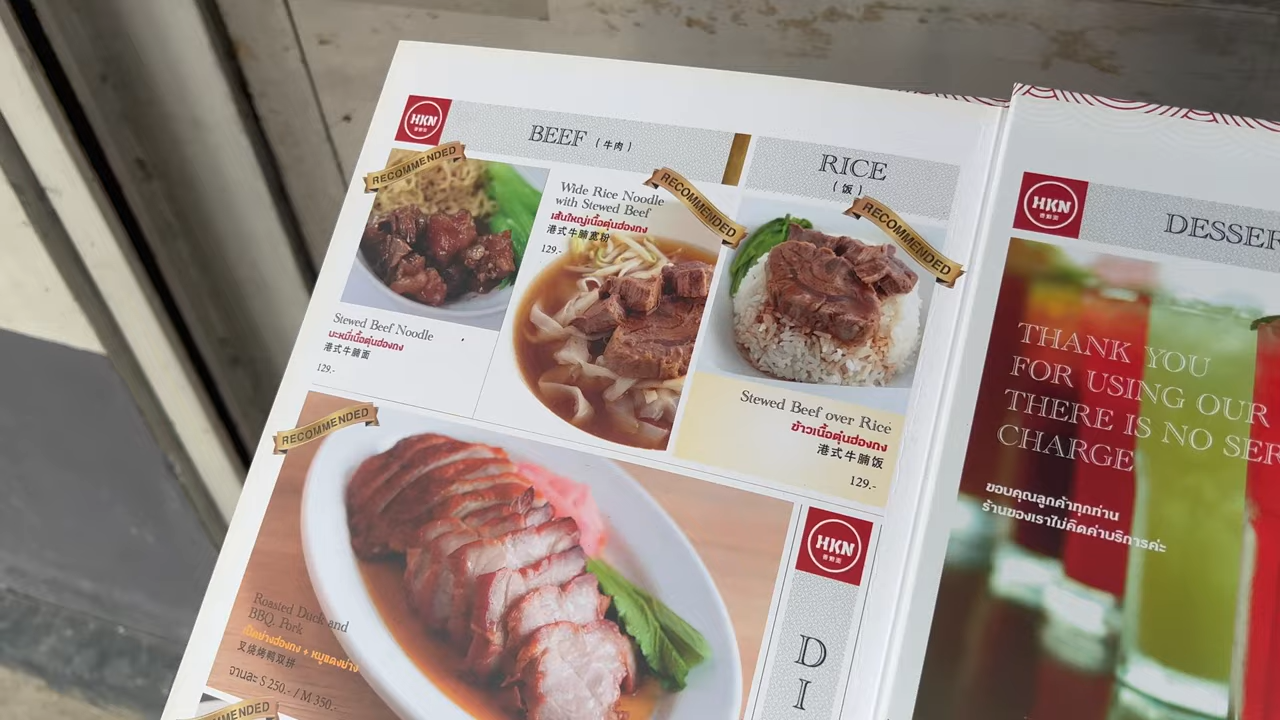 HKN
BEEF (牛肉)
RECOMMENDED
Stewed Beef Noodle
บะหมี่เนื้อตุ๋นฮ่องกง
港式牛腩面
129.-
Wide Rice Noodle
with Stewed Beef
เส้นใหญ่เนื้อตุ๋นฮ่องกง
港式牛腩宽粉
129.-
RECOMMENDED
RICE
(饭)
RECOMMENDED
Stewed Beef over Rice
ข้าวเนื้อตุ๋นฮ่องกง
港式牛腩饭
129.-
RECOMMENDED
Roasted Duck and
BBQ. Pork
เป็ดย่างฮ่องกง + หมูแดงย่าง
叉烧烤鸭双拼
จานละ S 250.- / M 350.-
MENDED
HKN
D
I
HKN
DESSER
THANK YOU
FOR USING OUR
THERE IS NO SER
CHARGE
ขอบคุณลูกค้าทุกท่าน
ร้านของเราไม่คิดค่าบริการค่ะ